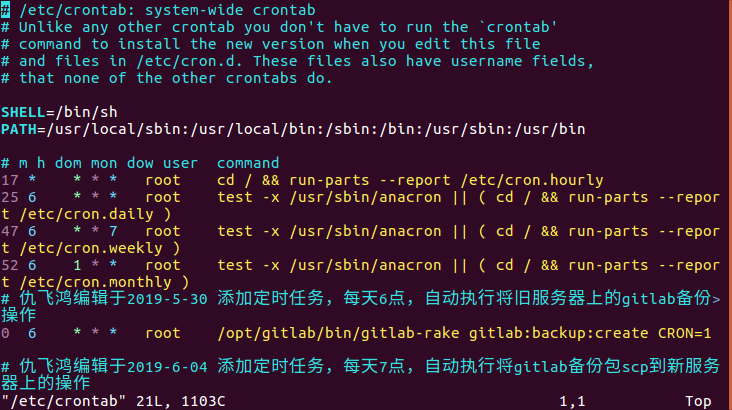 # /etc/crontab: system-wide crontab
# Unlike any other crontab you don't have to run the `crontab'
# command to install the new version when you edit this file
# and files in /etc/cron.d. These files also have username fields,
# that none of the other crontabs do.
SHELL=/bin/sh
PATH=/usr/local/sbin:/usr/local/bin:/sbin:/bin:/usr/sbin:/usr/bin
# m h dom mon dow user  command
17 *    * * *   root    cd / && run-parts --report /etc/cron.hourly
25 6    * * *   root    test -x /usr/sbin/anacron || ( cd / && run-parts --repor
t /etc/cron.daily )
47 6    * * 7   root    test -x /usr/sbin/anacron || ( cd / && run-parts --repor
t /etc/cron.weekly )
52 6    1 * *   root    test -x /usr/sbin/anacron || ( cd / && run-parts --repor
t /etc/cron.monthly )
# 仇飞鸿编辑于2019-5-30 添加定时任务，每天6点，自动执行将旧服务器上的gitlab备份>
操作
0  6    * * *   root    /opt/gitlab/bin/gitlab-rake gitlab:backup:create CRON=1
# 仇飞鸿编辑于2019-6-04 添加定时任务，每天7点，自动执行将gitlab备份包scp到新服务
器上的操作
"/etc/crontab" 21L, 1103C                                     1,1           Top